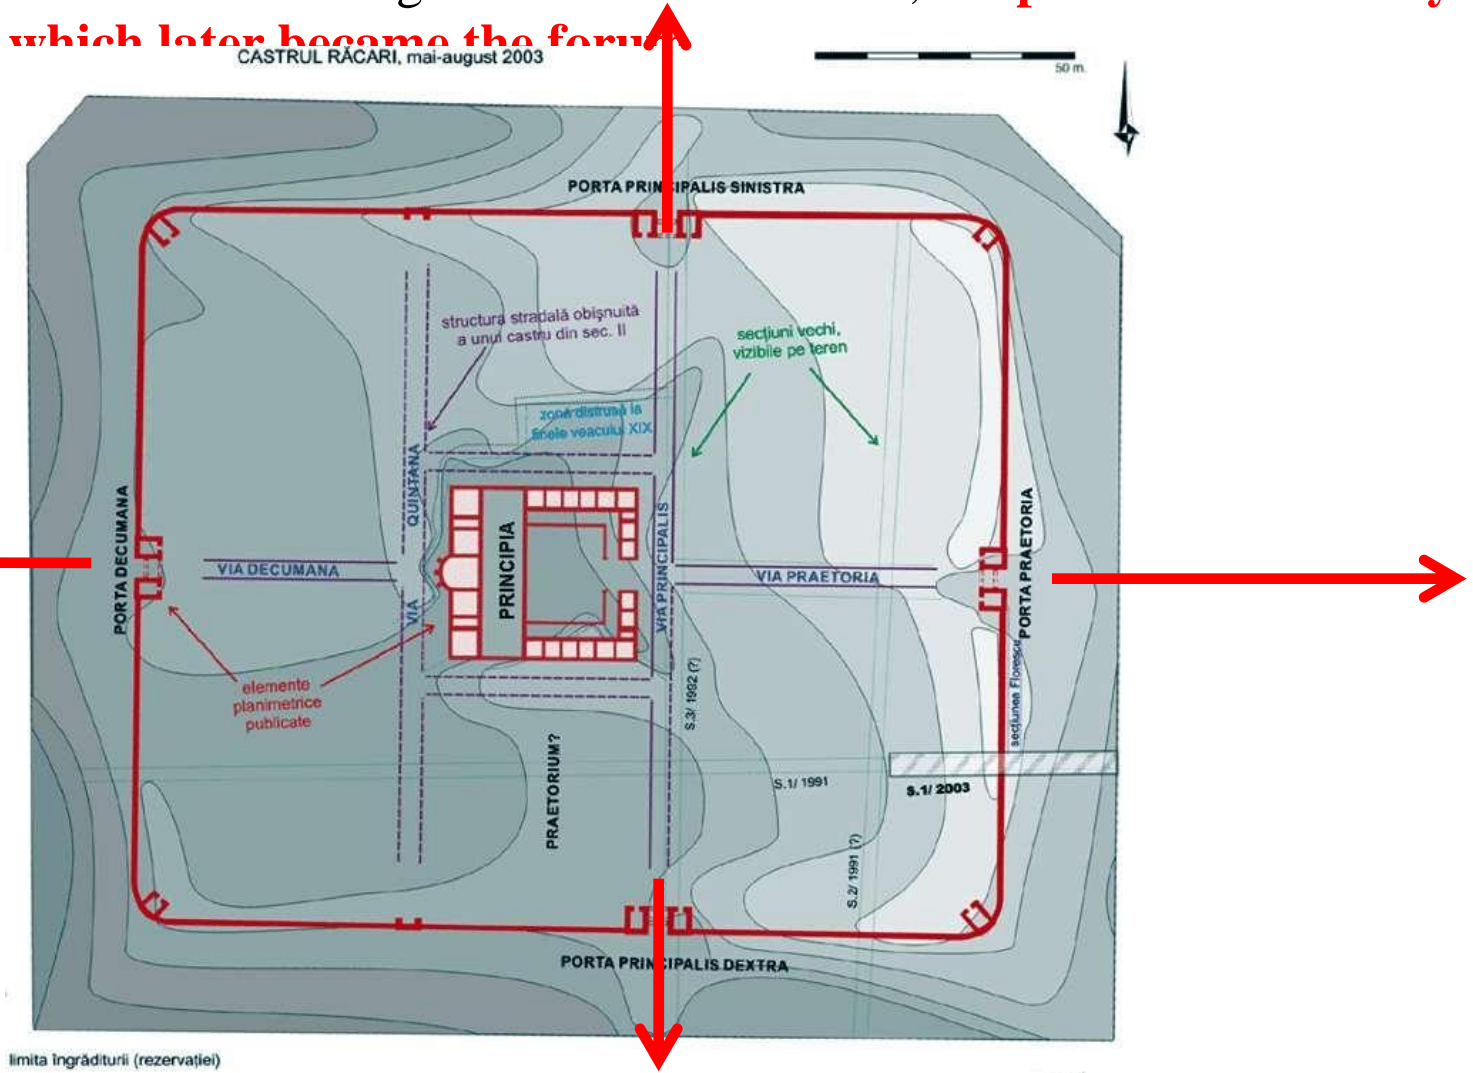 which later became the forum
CASTRUL RĂCARI, mai-august 2003
50 m.
PORTA PRINCIPALIS SINISTRA
structura stradală obişnuită
a unui castru din sec. II
secţiuni vechi,
vizibile pe teren
zonă distrusă la
finele veacului XIX
PORTA DECUMANA
VIA QUINTANA
VIA DECUMANA
PRINCIPIA
VIA PRINCIPALIS
VIA PRAETORIA
PORTA PRAETORIA
elemente
planimetrice
publicate
PRAETORIUM?
S.3/ 1992 (?)
secţiunea Florescu
S.1/ 1991
S.1/ 2003
S.2/ 1991 (?)
PORTA PRINCIPALIS DEXTRA
limita îngrăditurii (rezervaţiei)